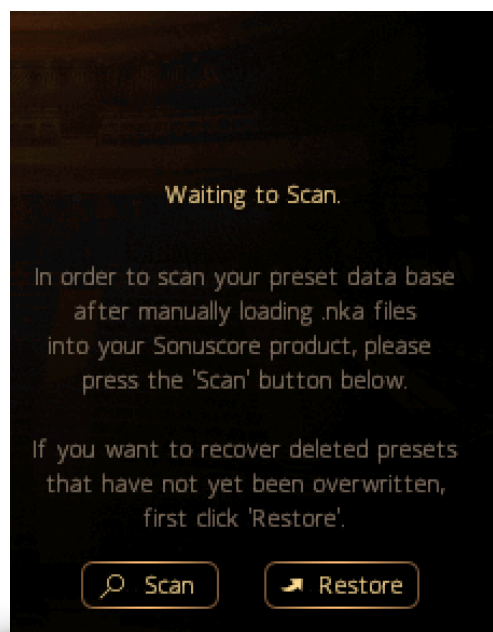 Waiting to Scan.
In order to scan your preset data base
after manually loading .nka files
into your Sonuscore product, please
press the 'Scan' button below.
If you want to recover deleted presets
that have not yet been overwritten,
first click 'Restore'.
Scan
Restore